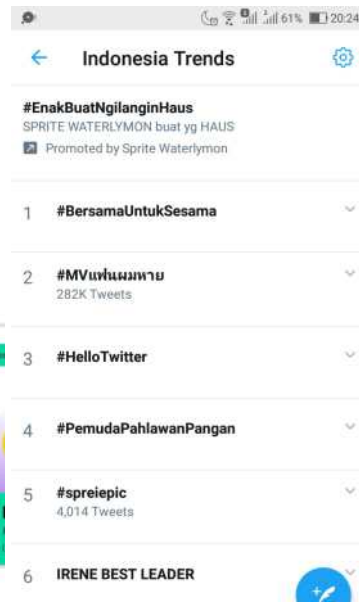 61% 20:24
Indonesia Trends
#EnakBuatNgilanginHaus
SPRITE WATERLYMON buat yg HAUS
Promoted by Sprite Waterlymon
1 #BersamaUntukSesama
2 #MVแฟนผมหาย
282K Tweets
3 #HelloTwitter
4 #PemudaPahlawanPangan
5 #spreiepic
4,014 Tweets
6 IRENE BEST LEADER